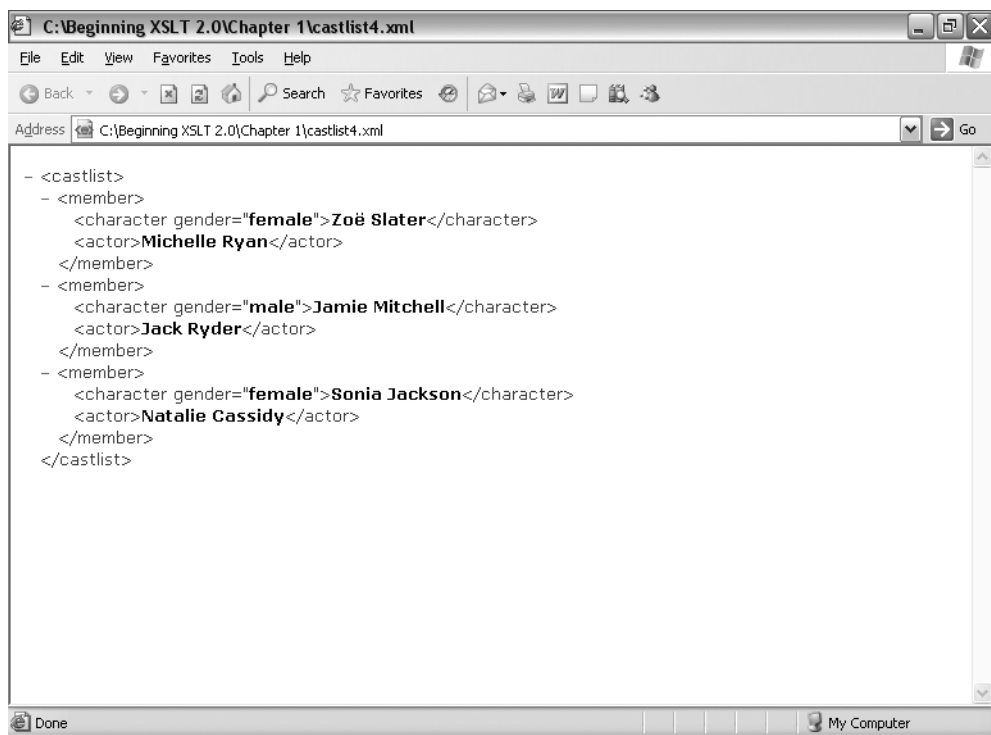 C:\Beginning XSLT 2.0\Chapter 1\castlist4.xml
File Edit View Favorites Tools Help
Back Search Favorites
Address C:\Beginning XSLT 2.0\Chapter 1\castlist4.xml Go
- <castlist>
- <member>
<character gender="female">Zoë Slater</character>
<actor>Michelle Ryan</actor>
</member>
- <member>
<character gender="male">Jamie Mitchell</character>
<actor>Jack Ryder</actor>
</member>
- <member>
<character gender="female">Sonia Jackson</character>
<actor>Natalie Cassidy</actor>
</member>
</castlist>
Done My Computer